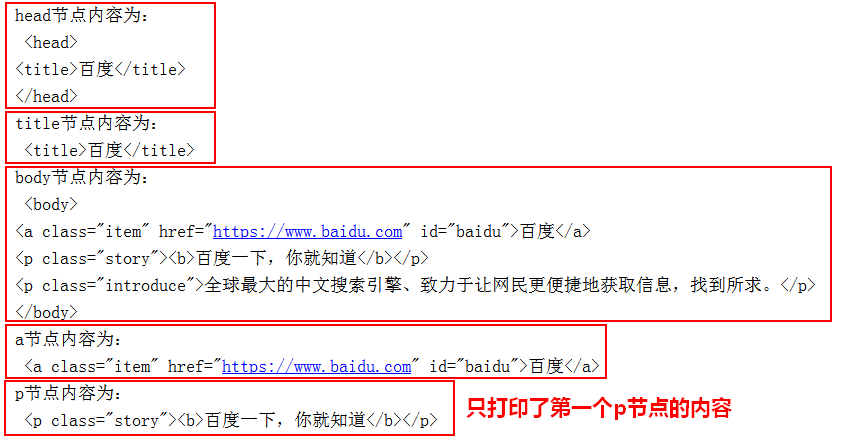 head节点内容为:
<head>
<title>百度</title>
</head>
title节点内容为:
<title>百度</title>
body节点内容为:
<body>
<a class="item" href="https://www.baidu.com" id="baidu">百度</a>
<p class="story"><b>百度一下，你就知道</b></p>
<p class="introduce">全球最大的中文搜索引擎、致力于让网民更便捷地获取信息，找到所求。</p>
</body>
a节点内容为:
<a class="item" href="https://www.baidu.com" id="baidu">百度</a>
p节点内容为:
<p class="story"><b>百度一下，你就知道</b></p> 只打印了第一个p节点的内容